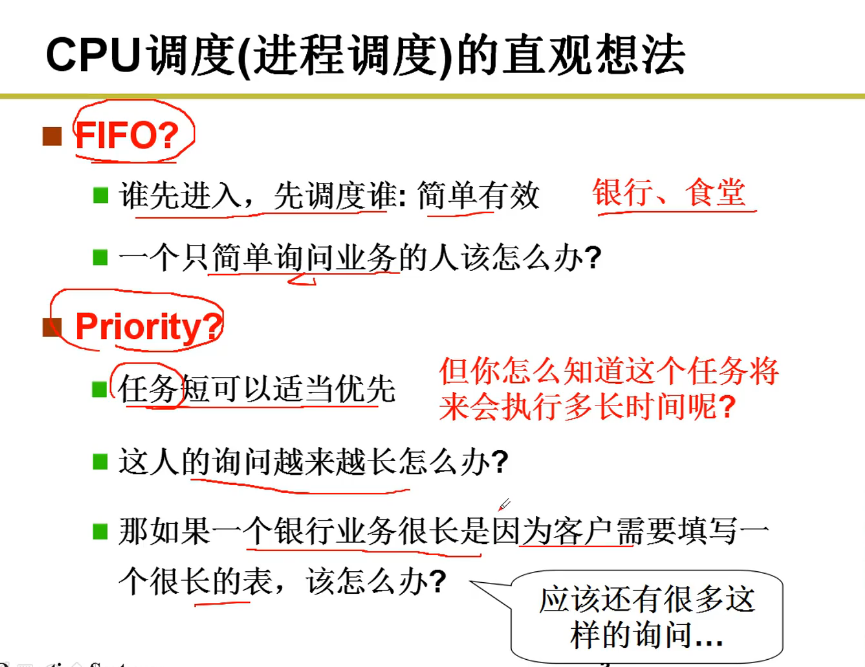 CPU调度(进程调度)的直观想法
FIFO?
谁先进入，先调度谁: 简单有效
银行、食堂
一个只简单询问业务的人该怎么办?
Priority?
任务短可以适当优先
但你怎么知道这个任务将
来会执行多长时间呢?
这人的询问越来越长怎么办?
那如果一个银行业务很长是因为客户需要填写一
个很长的表，该怎么办?
应该还有很多这
样的询问...